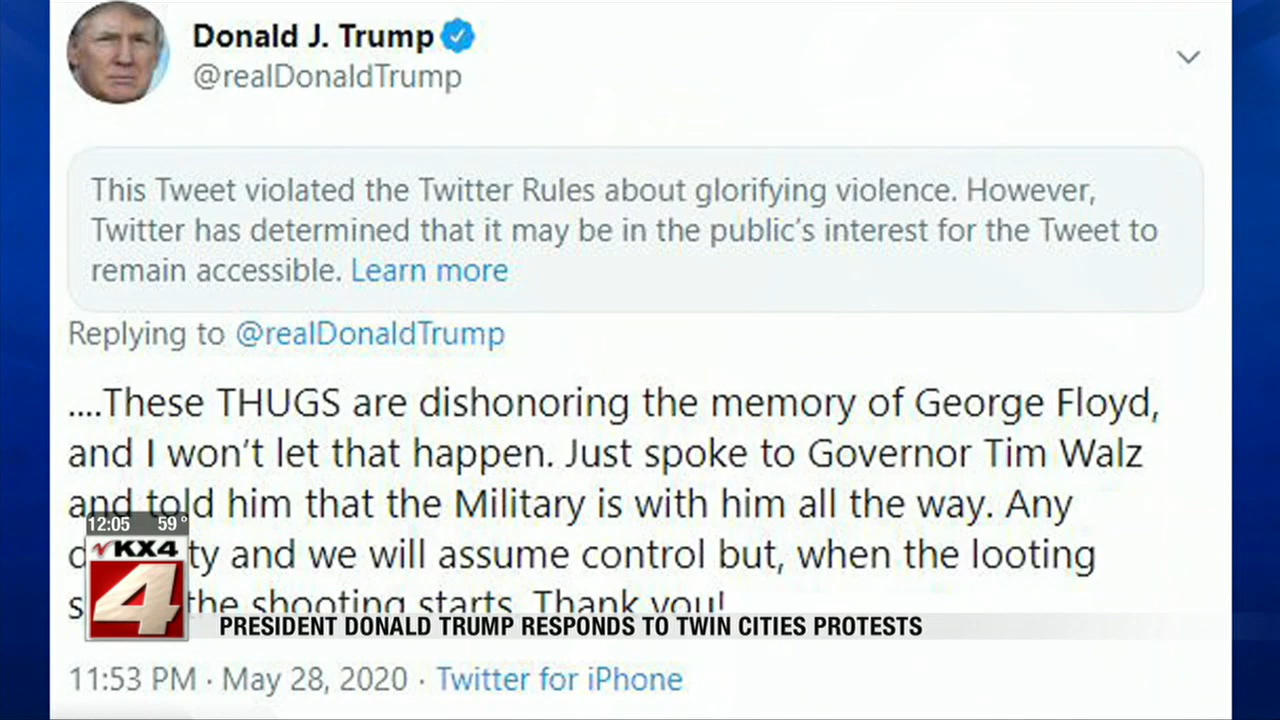 Donald J. Trump
@realDonaldTrump
This Tweet violated the Twitter Rules about glorifying violence. However,
Twitter has determined that it may be in the public's interest for the Tweet to
remain accessible. Learn more
Replying to @realDonaldTrump
....These THUGS are dishonoring the memory of George Floyd,
and I won't let that happen. Just spoke to Governor Tim Walz
and told him that the Military is with him all the way. Any
ty and we will assume control but, when the looting
the shooting starts. Thank you!
12:05 59°
KX4
4
PRESIDENT DONALD TRUMP RESPONDS TO TWIN CITIES PROTESTS
11:53 PM · May 28, 2020 · Twitter for iPhone